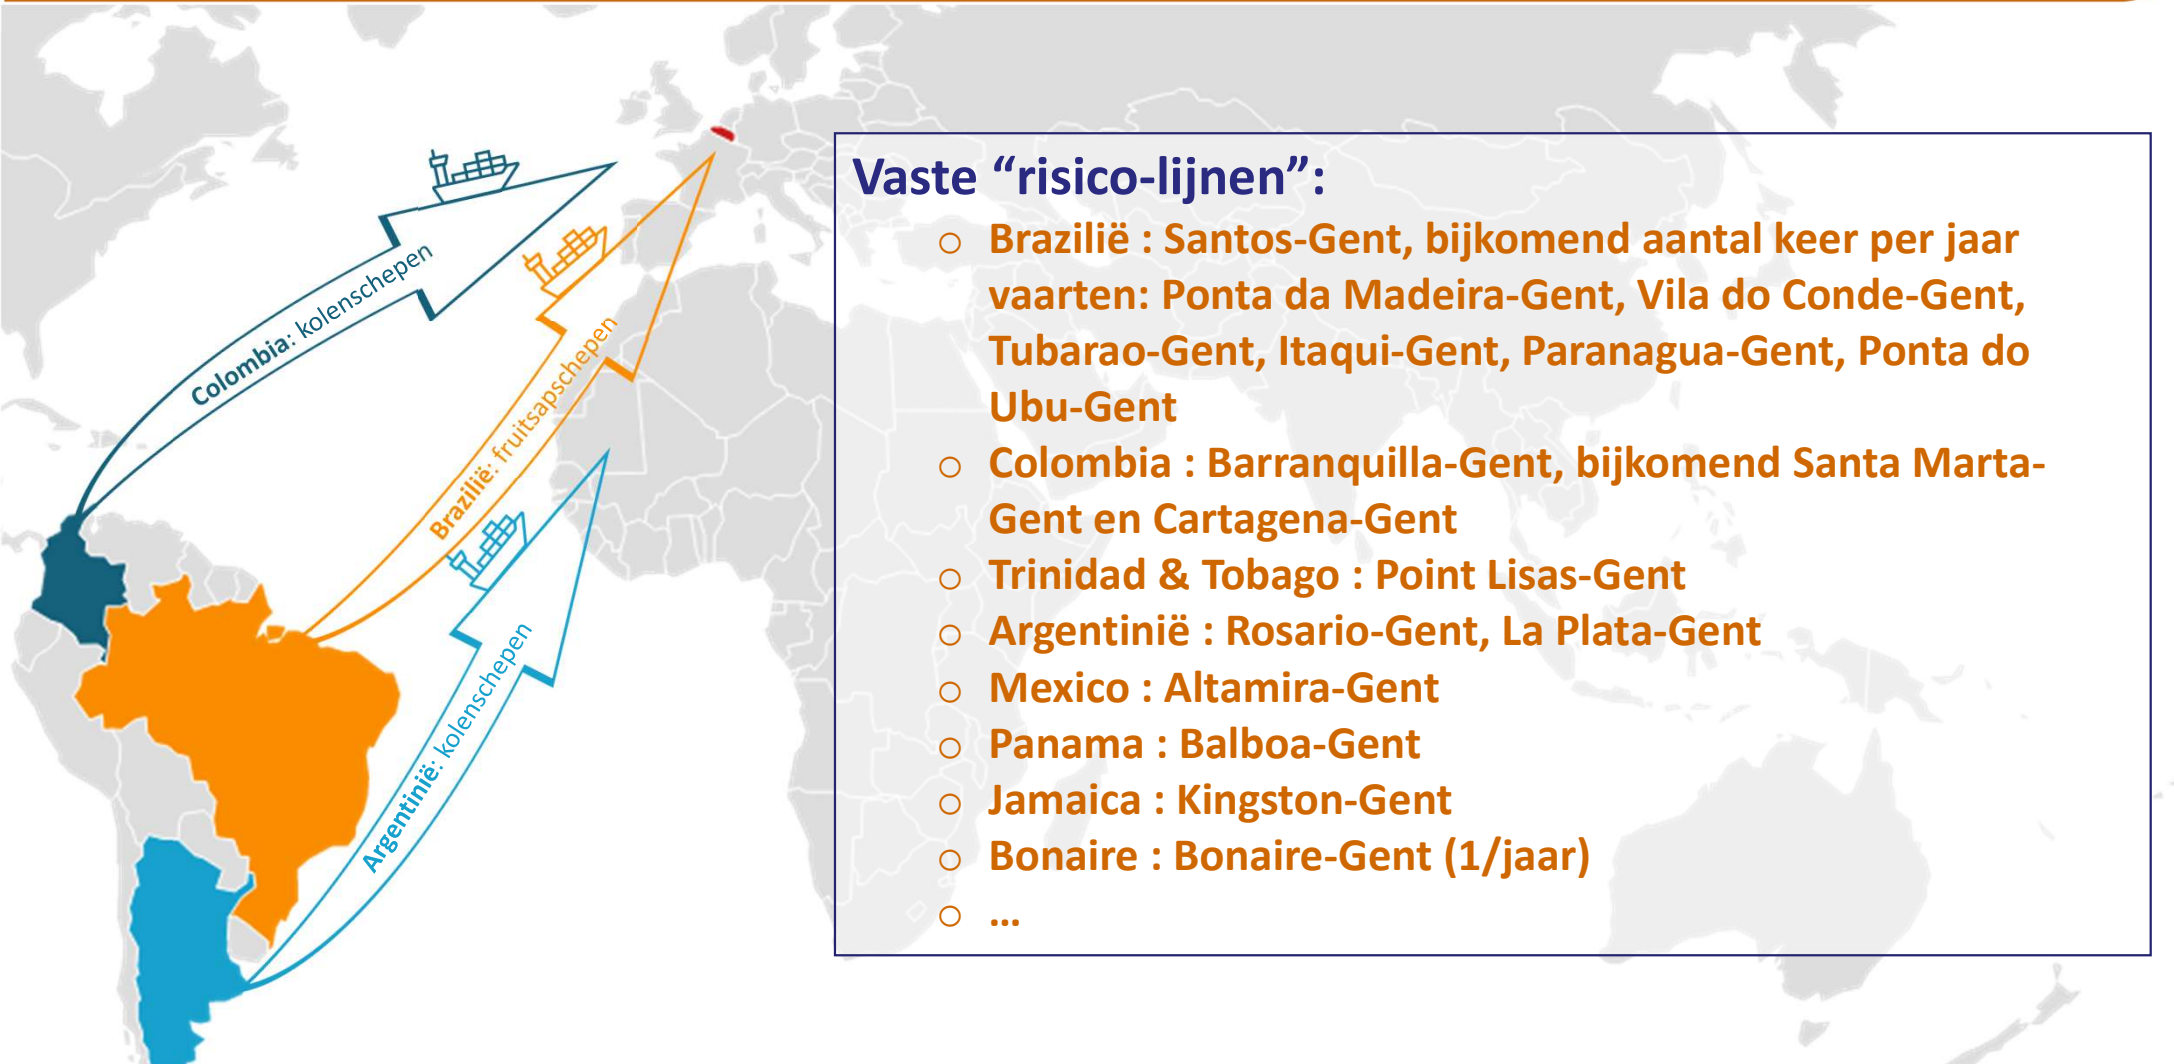 Vaste “risico-lijnen”:
o Brazilië : Santos-Gent, bijkomend aantal keer per jaar
vaarten: Ponta da Madeira-Gent, Vila do Conde-Gent,
Tubarao-Gent, Itaqui-Gent, Paranagua-Gent, Ponta do
Ubu-Gent
o Colombia : Barranquilla-Gent, bijkomend Santa Marta-
Gent en Cartagena-Gent
o Trinidad & Tobago : Point Lisas-Gent
o Argentinië : Rosario-Gent, La Plata-Gent
o Mexico : Altamira-Gent
o Panama : Balboa-Gent
o Jamaica : Kingston-Gent
o Bonaire : Bonaire-Gent (1/jaar)
o ...
Colombia: kolenschepen
Brazilië: fruitsapschepen
Argentinië: kolenschepen